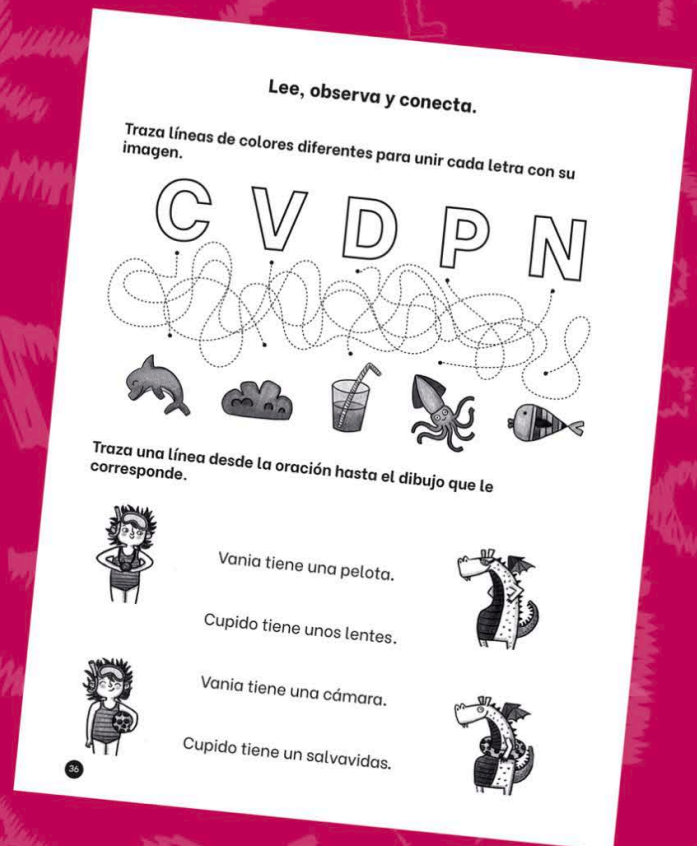 Lee, observa y conecta.
Traza líneas de colores diferentes para unir cada letra con su
imagen.
C V D P N
Traza una línea desde la oración hasta el dibujo que le
corresponde.
Vania tiene una pelota.
Cupido tiene unos lentes.
Vania tiene una cámara.
Cupido tiene un salvavidas.
36